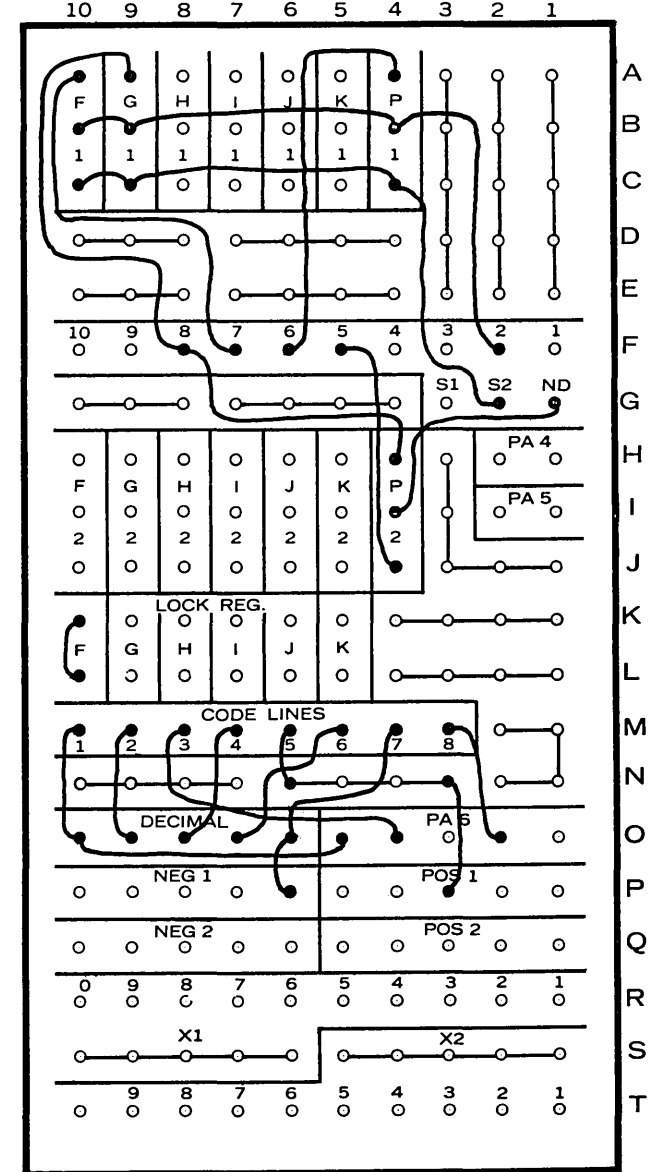 10 9 8 7 6 5 4 3 2 1
A
F G H I J K P
B
1 1 1 1 1 1 1
C
D
E
10 9 8 7 6 5 4 3 2 1
F
S1 S2 ND
G
PA 4
H
F G H I J K P
PA 5
I
2 2 2 2 2 2 2
J
LOCK REG.
K
F G H I J K
L
CODE LINES
M
1 2 3 4 5 6 7 8
N
DECIMAL PA 6
O
NEG 1 POS 1
P
NEG 2 POS 2
Q
0 9 8 7 6 5 4 3 2 1
R
X1 X2
S
9 8 7 6 5 4 3 2 1
T